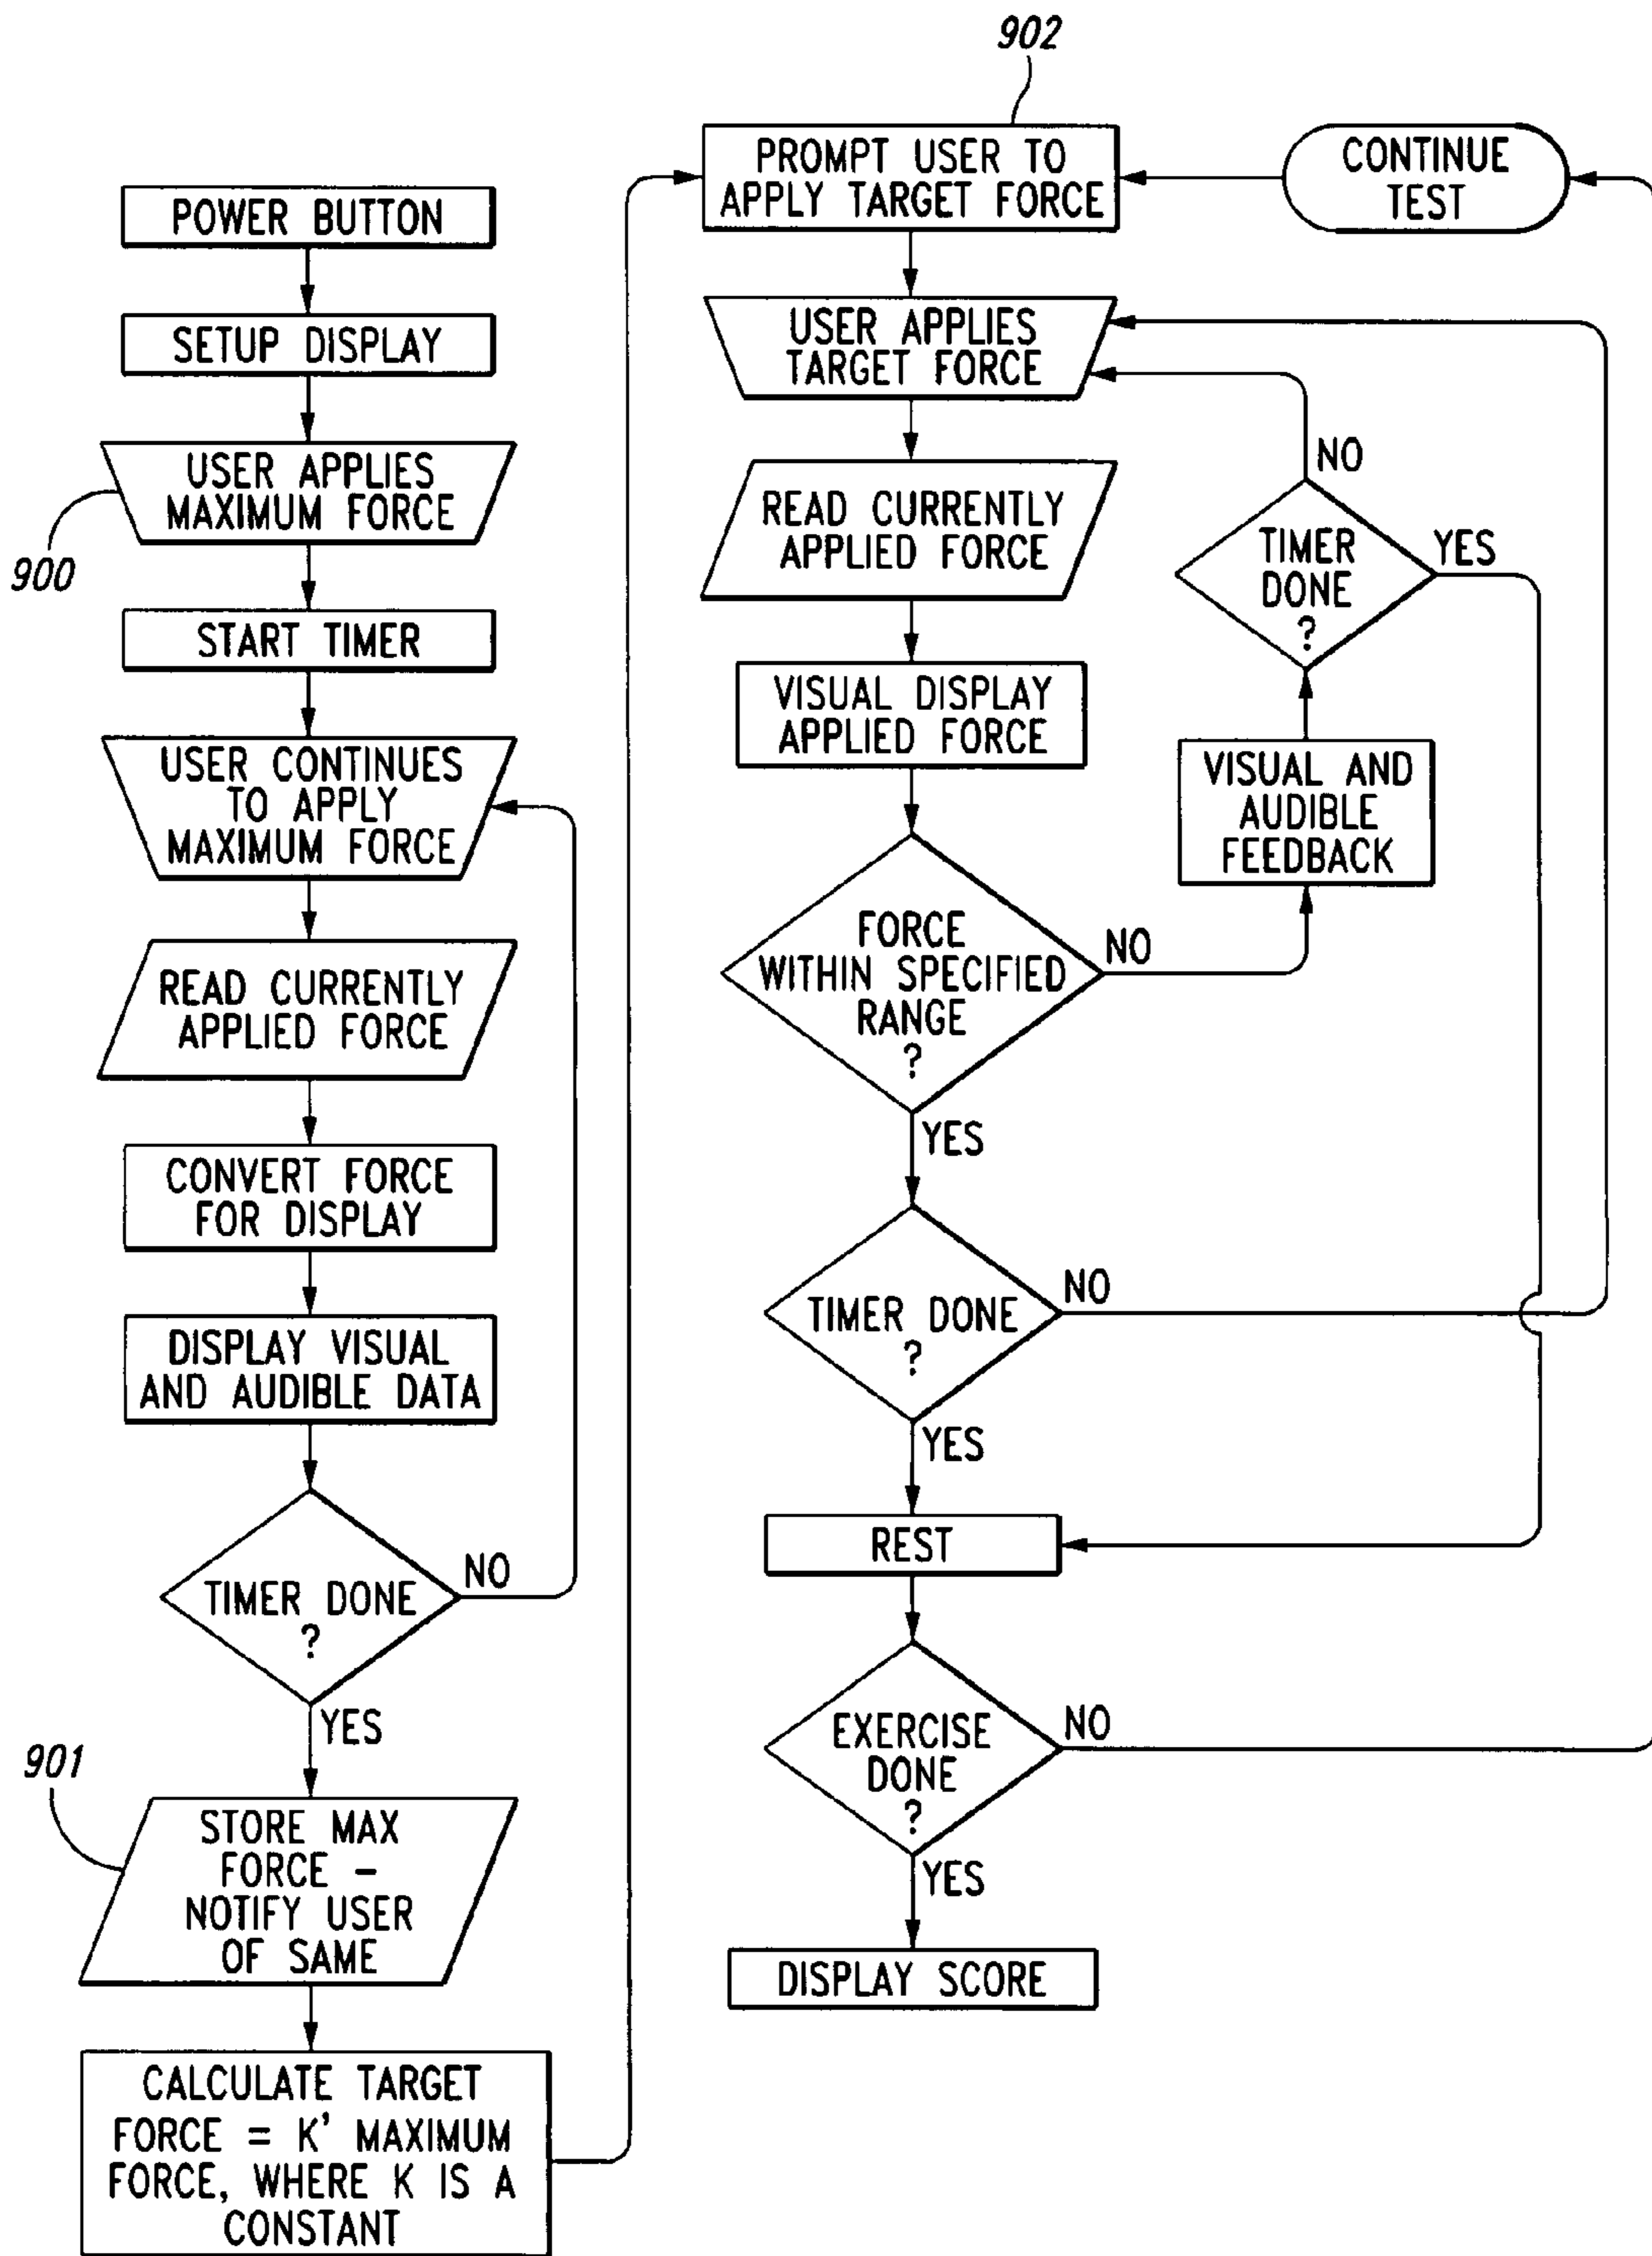 POWER BUTTON
SETUP DISPLAY
USER APPLIES
MAXIMUM FORCE
900
START TIMER
USER CONTINUES
TO APPLY
MAXIMUM FORCE
READ CURRENTLY
APPLIED FORCE
CONVERT FORCE
FOR DISPLAY
DISPLAY VISUAL
AND AUDIBLE DATA
TIMER DONE
?
NO
YES
901
STORE MAX
FORCE –
NOTIFY USER
OF SAME
CALCULATE TARGET
FORCE = K' MAXIMUM
FORCE, WHERE K IS A
CONSTANT
902
PROMPT USER TO
APPLY TARGET FORCE
CONTINUE
TEST
USER APPLIES
TARGET FORCE
READ CURRENTLY
APPLIED FORCE
VISUAL DISPLAY
APPLIED FORCE
FORCE
WITHIN SPECIFIED
RANGE
?
NO
VISUAL AND
AUDIBLE
FEEDBACK
TIMER
DONE
?
NO
YES
YES
TIMER DONE
?
NO
YES
REST
EXERCISE
DONE
?
NO
YES
DISPLAY SCORE